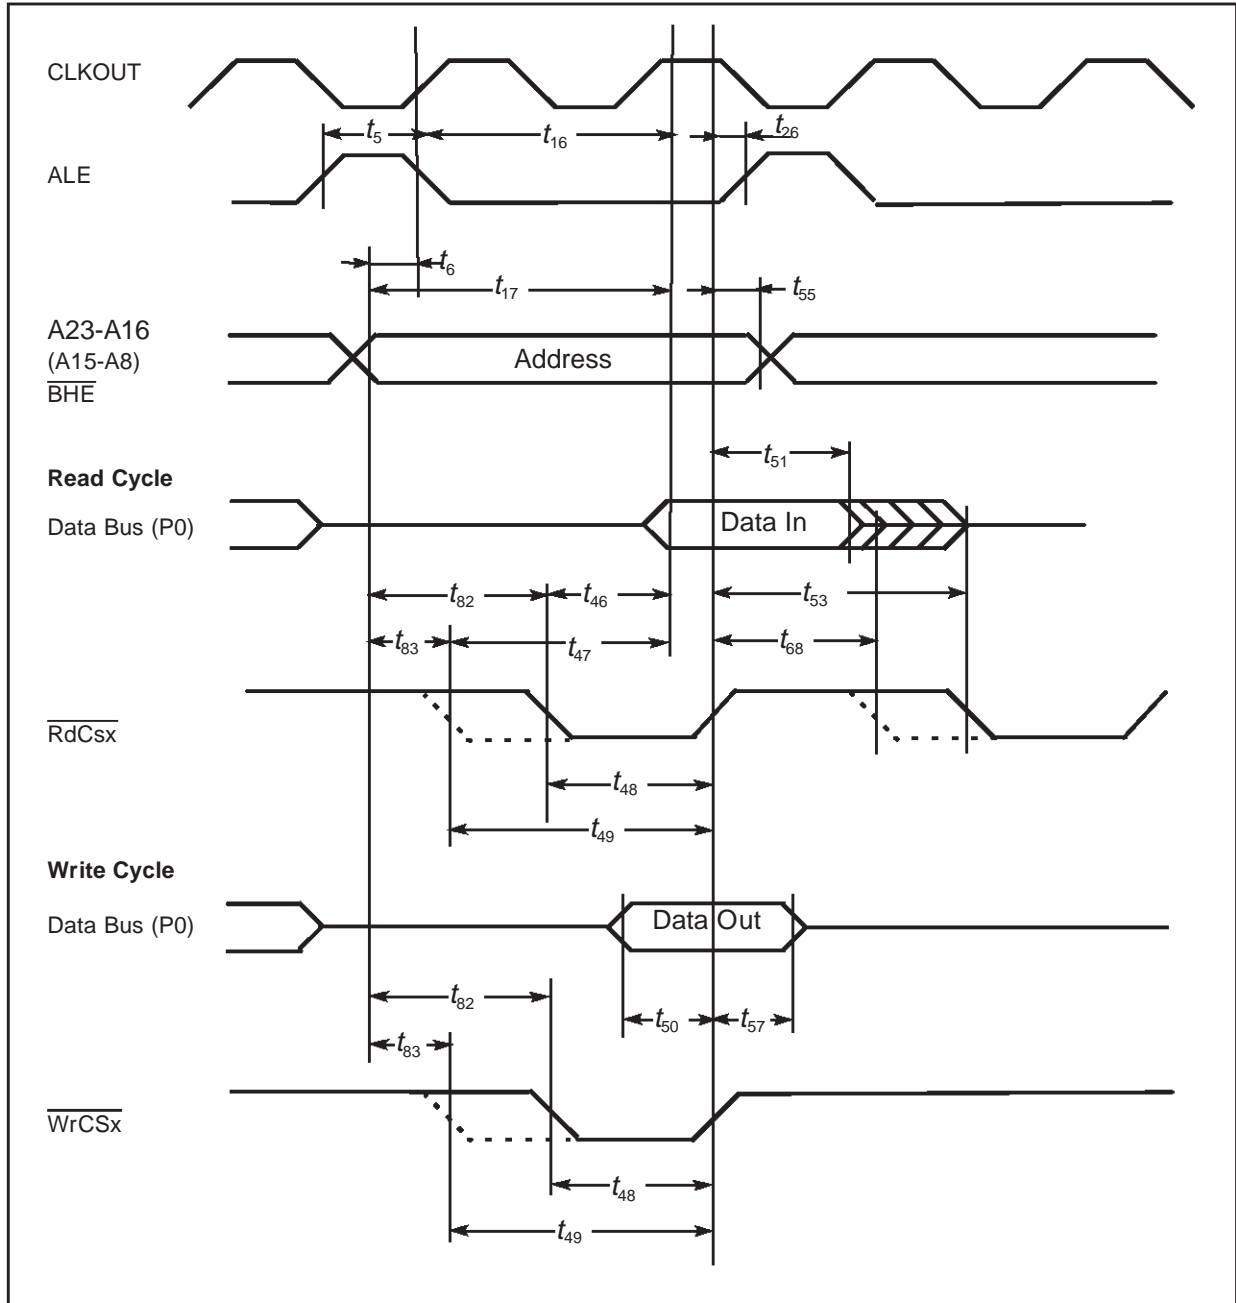 CLKOUT
t5
t16
t26
ALE
t6
t17
t55
A23-A16
(A15-A8)
BHE
Address
t51
Read Cycle
Data Bus (P0)
Data In
t82
t46
t53
t83
t47
t68
RdCsx
t48
t49
Write Cycle
Data Bus (P0)
Data Out
t82
t50
t57
t83
WrCSx
t48
t49